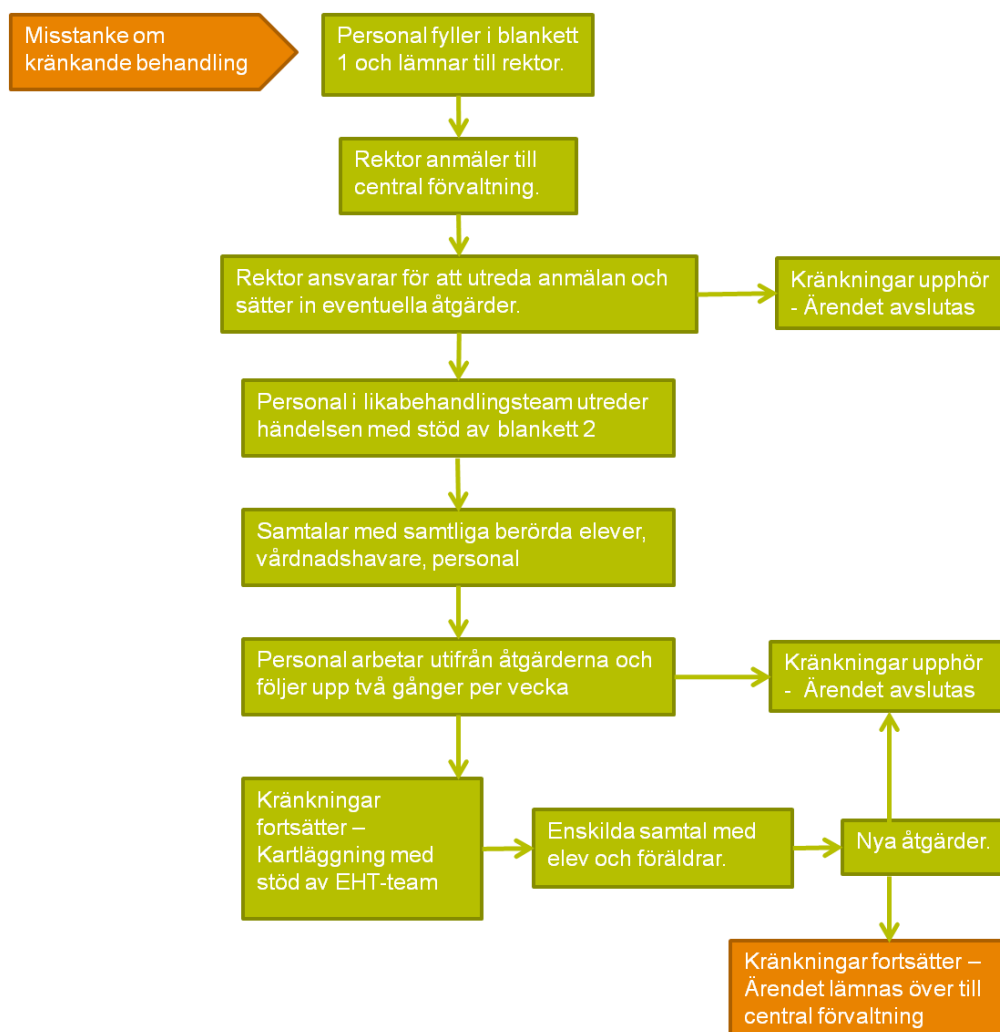 Misstanke om
kränkande behandling
Personal fyller i blankett
1 och lämnar till rektor.
Rektor anmäler till
central förvaltning.
Rektor ansvarar för att utreda anmälan och
sätter in eventuella åtgärder.
Kränkningar upphör
- Ärendet avslutas
Personal i likabehandlingsteam utreder
händelsen med stöd av blankett 2
Samtalar med samtliga berörda elever,
vårdnadshavare, personal
Personal arbetar utifrån åtgärderna och
följer upp två gånger per vecka
Kränkningar upphör
- Ärendet avslutas
Kränkningar
fortsätter –
Kartläggning med
stöd av EHT-team
Enskilda samtal med
elev och föräldrar.
Nya åtgärder.
Kränkningar fortsätter –
Ärendet lämnas över till
central förvaltning